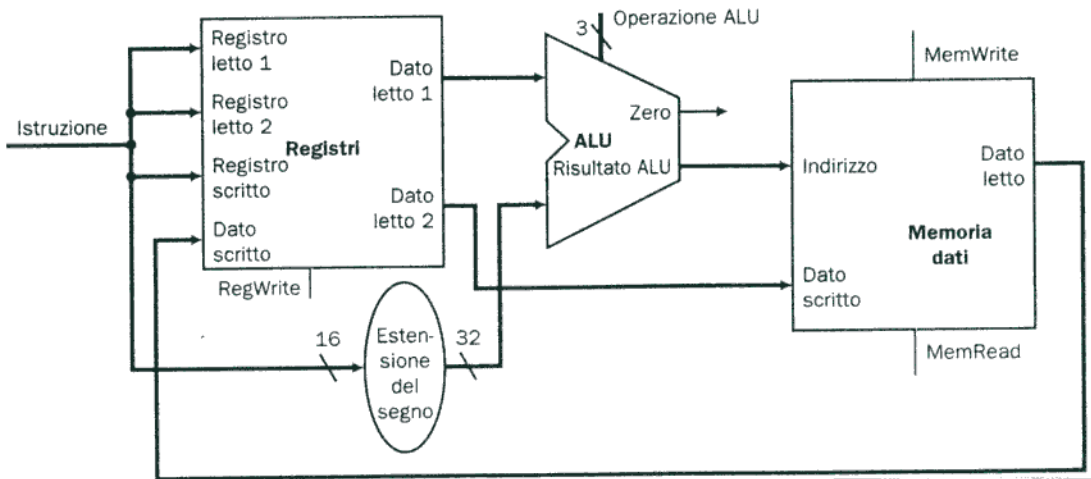 Istruzione
Registro
letto 1
Registro
letto 2
Registro
scritto
Dato
scritto
Registri
Dato
letto 1
Dato
letto 2
RegWrite
16
Esten-
sione
del
segno
32
3
Operazione ALU
Zero
ALU
Risultato ALU
MemWrite
Indirizzo
Dato
letto
Memoria
dati
Dato
scritto
MemRead